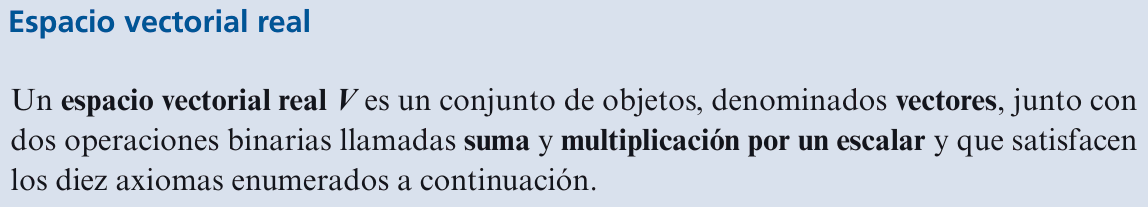 Espacio vectorial real
Un espacio vectorial real V es un conjunto de objetos, denominados vectores, junto con
dos operaciones binarias llamadas suma y multiplicación por un escalar y que satisfacen
los diez axiomas enumerados a continuación.